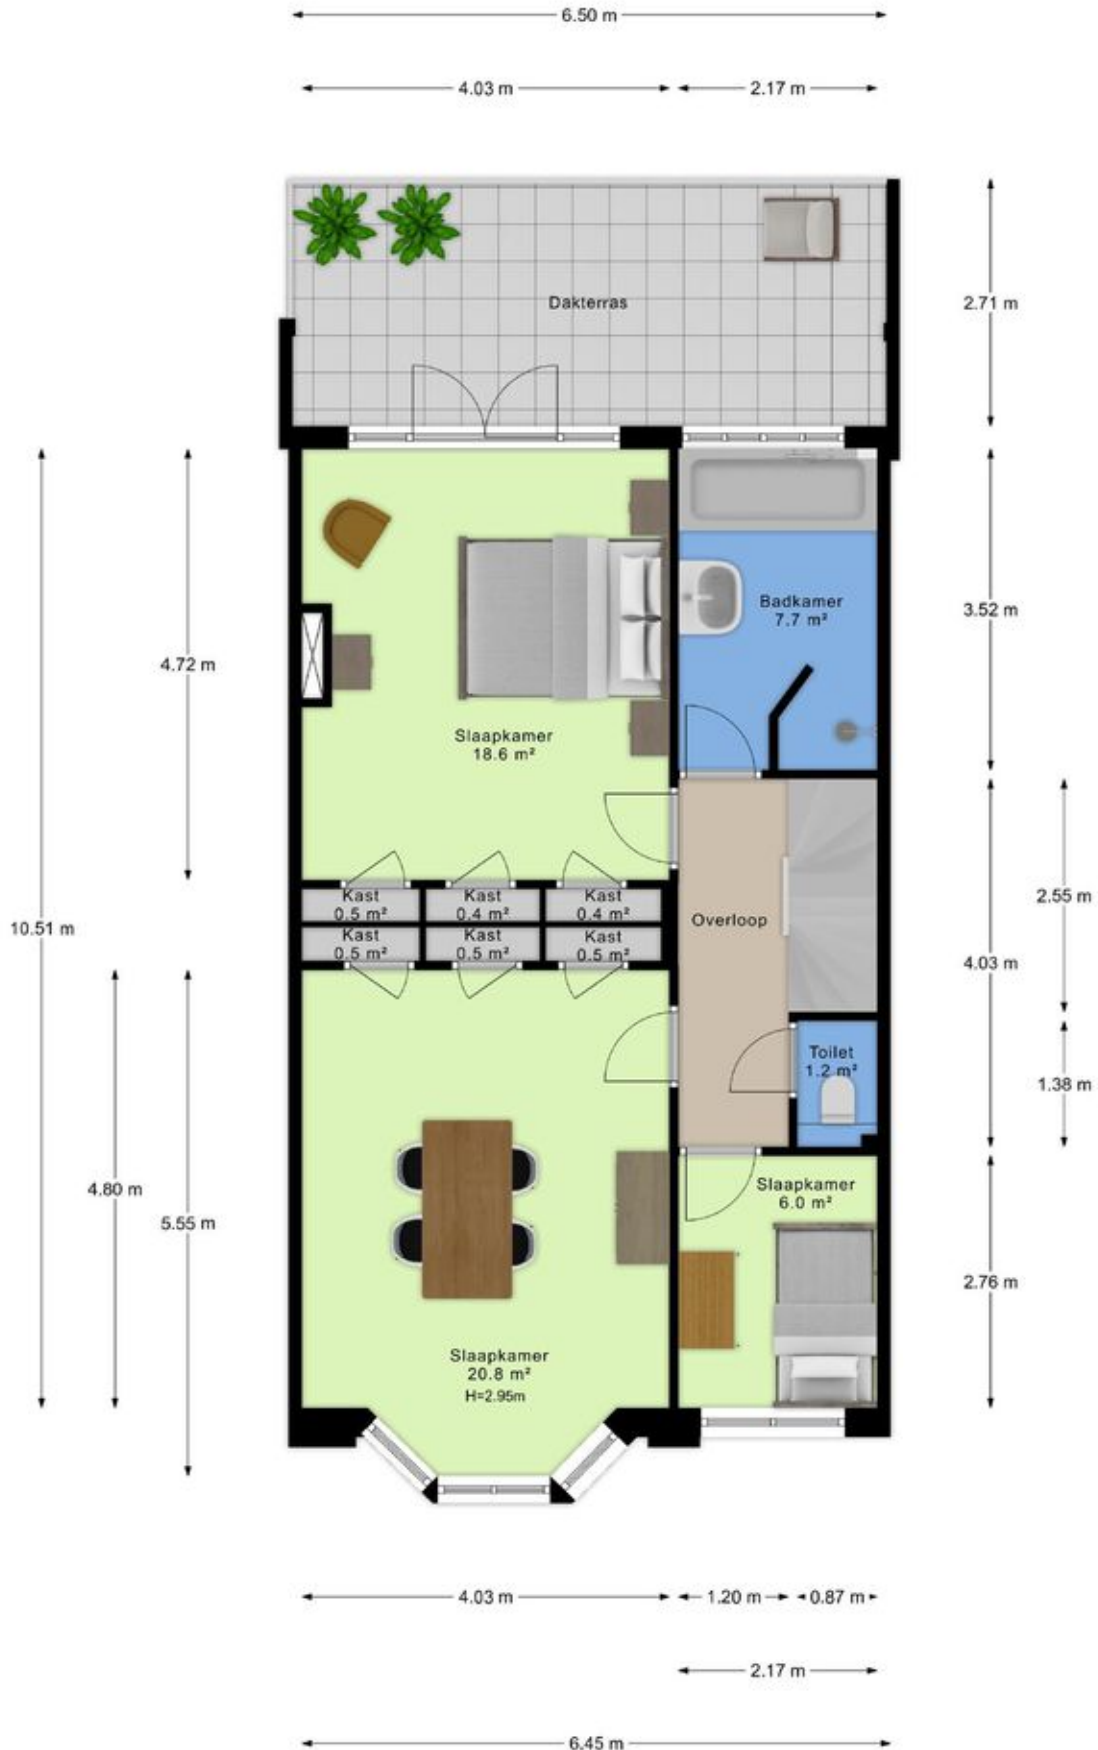 6.50 m
4.03 m
2.17 m
Dakterras
2.71 m
Badkamer
7.7 m²
3.52 m
4.72 m
Slaapkamer
18.6 m²
Kast
0.5 m²
Kast
0.4 m²
Kast
0.4 m²
Kast
0.5 m²
Kast
0.5 m²
Kast
0.5 m²
Overloop
2.55 m
10.51 m
4.03 m
Toilet
1.2 m²
1.38 m
4.80 m
5.55 m
Slaapkamer
6.0 m²
2.76 m
Slaapkamer
20.8 m²
H=2.95m
4.03 m
1.20 m
0.87 m
2.17 m
6.45 m